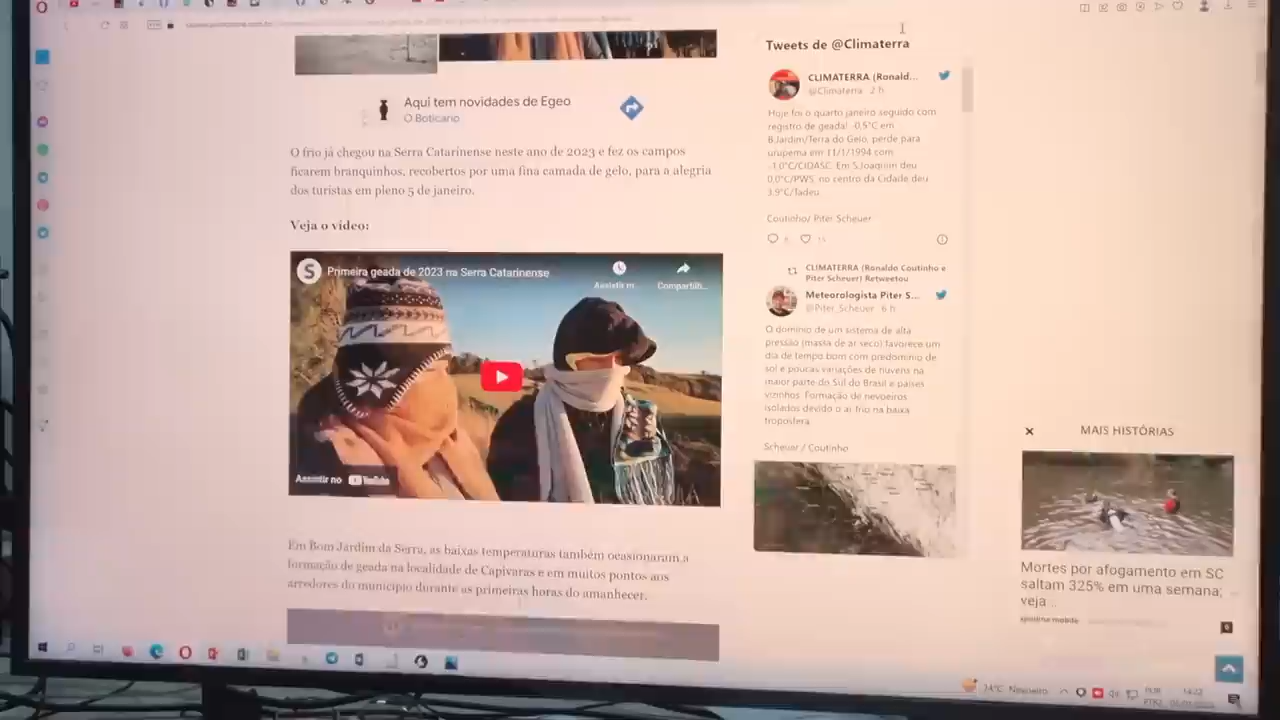 Aqui tem novidades de Egeo
O Boticário
O frio já chegou na Serra Catarinense neste ano de 2023 e fez os campos
ficarem branquinhos, recobertos por uma fina camada de gelo, para a alegria
dos turistas em pleno 5 de janeiro.
Veja o vídeo:
S
Primeira geada de 2023 na Serra Catarinense
Assistir m...
Compartilh...
Assistir no YouTube
Em Bom Jardim da Serra, as baixas temperaturas também ocasionaram a
formação de geada na localidade de Capivaras e em muitos pontos aos
arredores do município durante as primeiras horas do amanhecer.
Tweets de @Climaterra
CLIMATERRA (Ronald...
@Climaterra · 2 h
Hoje foi o quarto janeiro seguido com
registro de geada! -0,5°C em
B.Jardim/Terra do Gelo, perde para
urupema em 11/1/1994 com
-1,0°C/CIDASC. Em S.Joaquim deu
0,0°C/PWS, no centro da Cidade deu
3,9°C/Tadeu
Coutinho/ Piter Scheuer
CLIMATERRA (Ronaldo Coutinho e
Piter Scheuer) Retweetou
Meteorologista Piter S...
@Piter_Scheuer · 6 h
O domínio de um sistema de alta
pressão (massa de ar seco) favorece um
dia de tempo bom com predomínio de
sol e poucas variações de nuvens na
maior parte do Sul do Brasil e países
vizinhos. Formação de nevoeiros
isolados devido o ar frio na baixa
troposfera.
Scheuer / Coutinho
MAIS HISTÓRIAS
Mortes por afogamento em SC
saltam 325% em uma semana;
veja ...
Nevoeiro
14:22